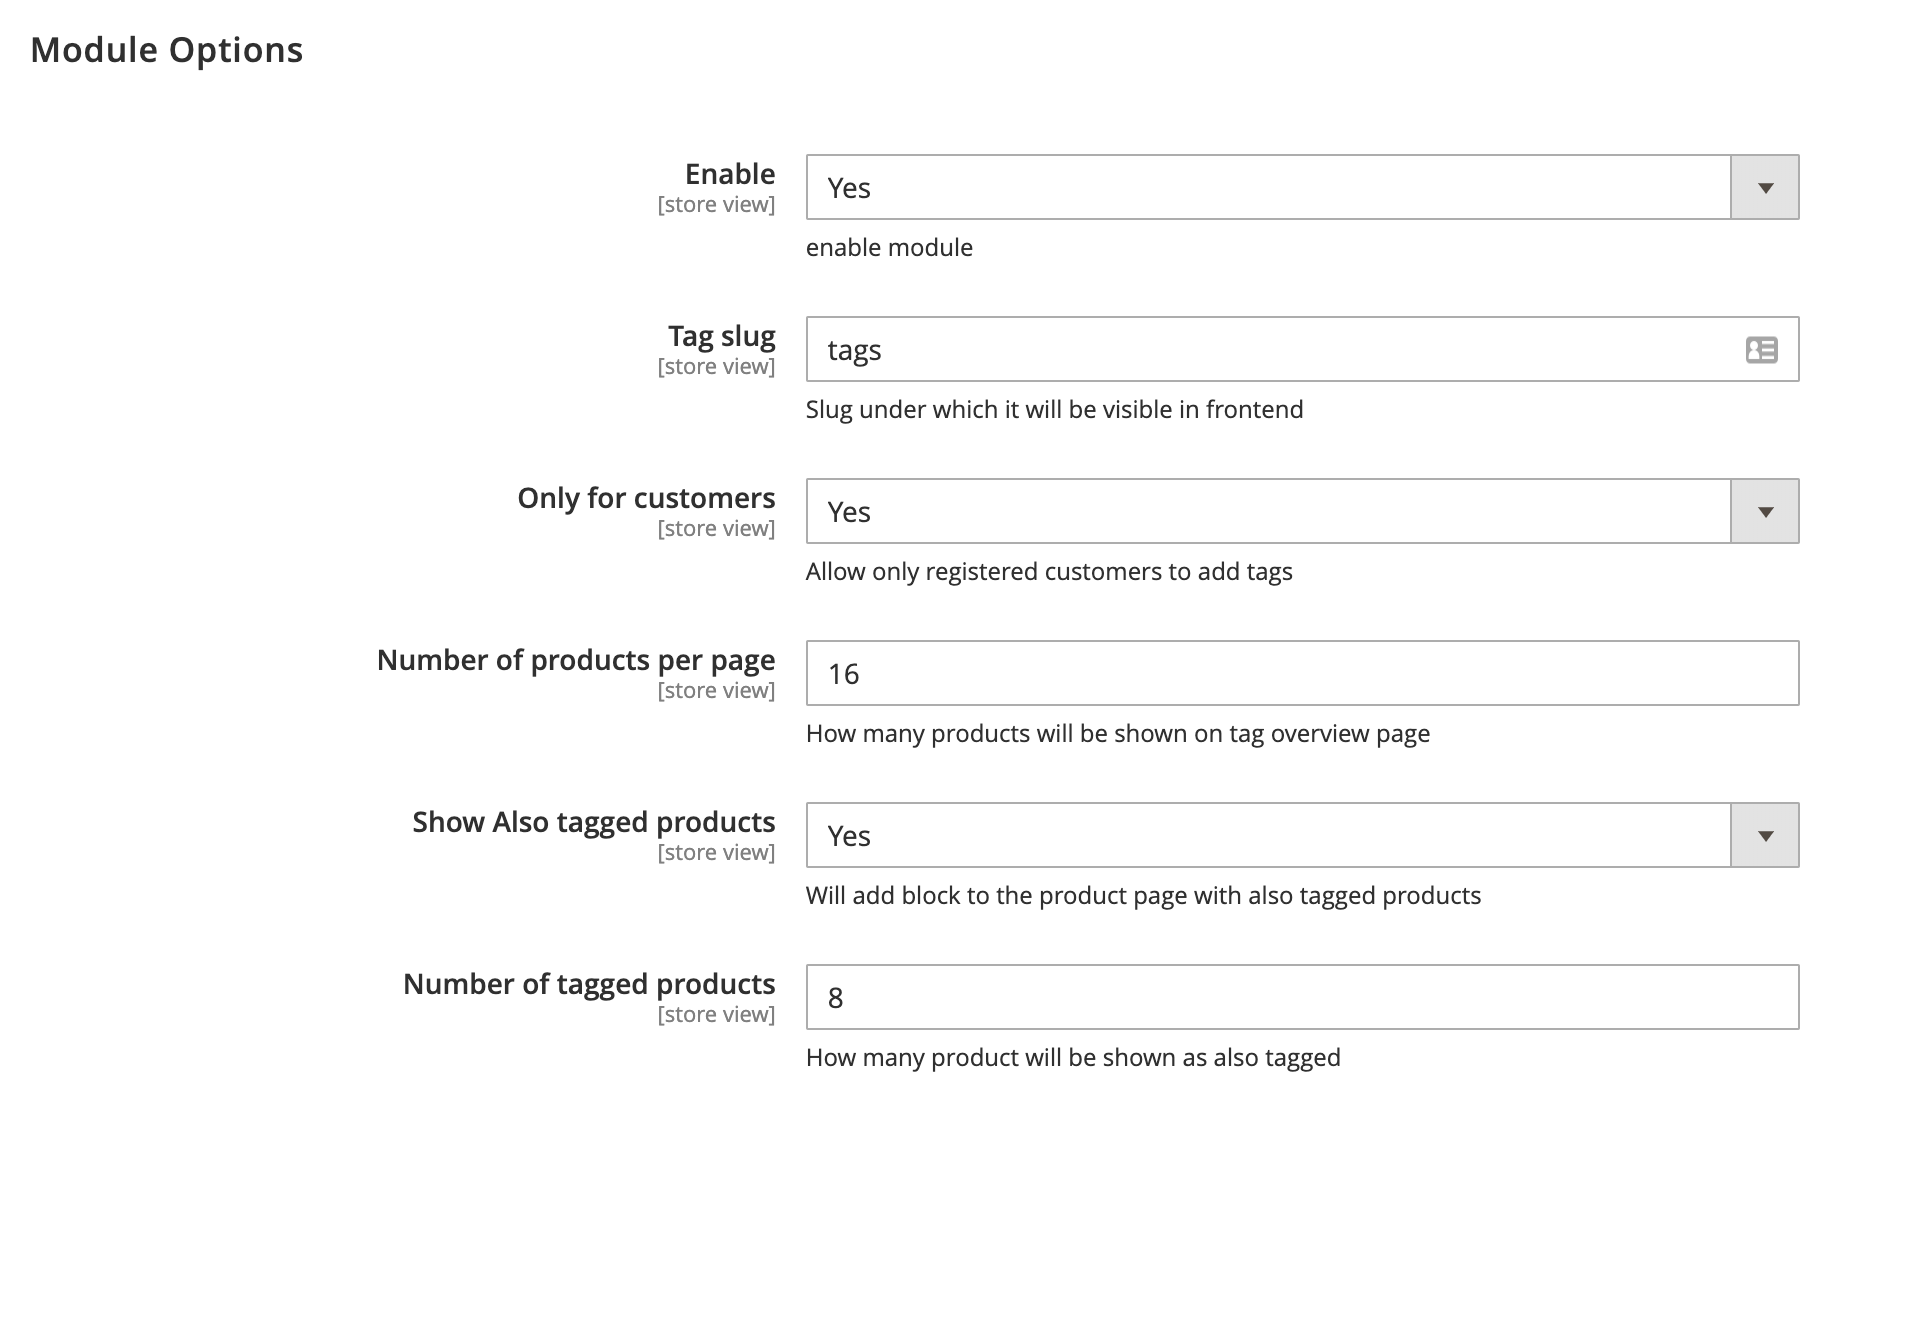 Module Options
Enable
[store view]
Yes
enable module
Tag slug
[store view]
tags
Slug under which it will be visible in frontend
Only for customers
[store view]
Yes
Allow only registered customers to add tags
Number of products per page
[store view]
16
How many products will be shown on tag overview page
Show Also tagged products
[store view]
Yes
Will add block to the product page with also tagged products
Number of tagged products
[store view]
8
How many product will be shown as also tagged